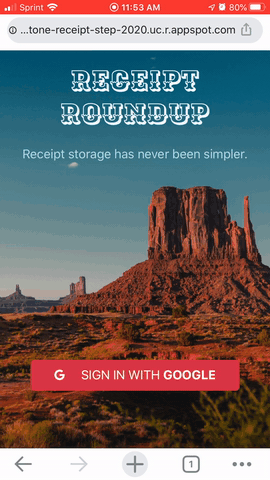 Sprint 11:53 AM 80%
...tone-receipt-step-2020.uc.r.appspot.com
RECEIPT
ROUNDUP
Receipt storage has never been simpler.
G SIGN IN WITH GOOGLE
1